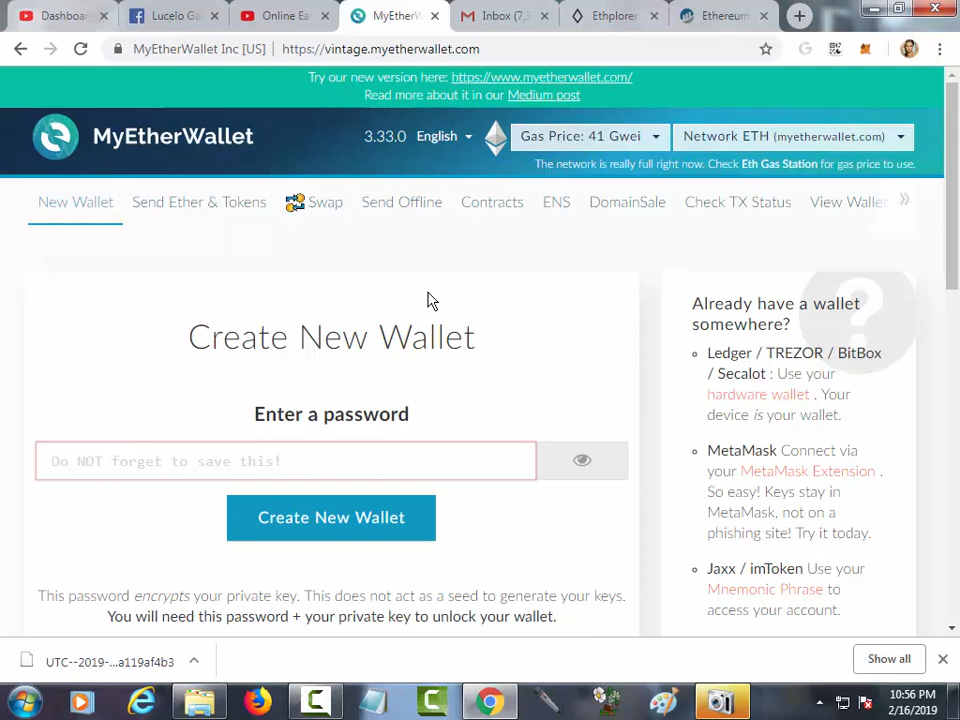 Dashboar
Lucelo Ga
Online Ea
MyEtherW
Inbox (7,3
Ethplorer
Ethereum
MyEtherWallet Inc [US]
https://vintage.myetherwallet.com
Try our new version here: https://www.myetherwallet.com/
Read more about it in our Medium post
MyEtherWallet
3.33.0
English
Gas Price: 41 Gwei
Network ETH (myetherwallet.com)
The network is really full right now. Check Eth Gas Station for gas price to use.
New Wallet
Send Ether & Tokens
Swap
Send Offline
Contracts
ENS
DomainSale
Check TX Status
View Wallet
Create New Wallet
Enter a password
Do NOT forget to save this!
Create New Wallet
This password encrypts your private key. This does not act as a seed to generate your keys.
You will need this password + your private key to unlock your wallet.
Already have a wallet
somewhere?
Ledger / TREZOR / BitBox
/ Secalot : Use your
hardware wallet . Your
device is your wallet.
MetaMask Connect via
your MetaMask Extension .
So easy! Keys stay in
MetaMask, not on a
phishing site! Try it today.
Jaxx / imToken Use your
Mnemonic Phrase to
access your account.
UTC--2019-...a119af4b3
Show all
10:56 PM
2/16/2019